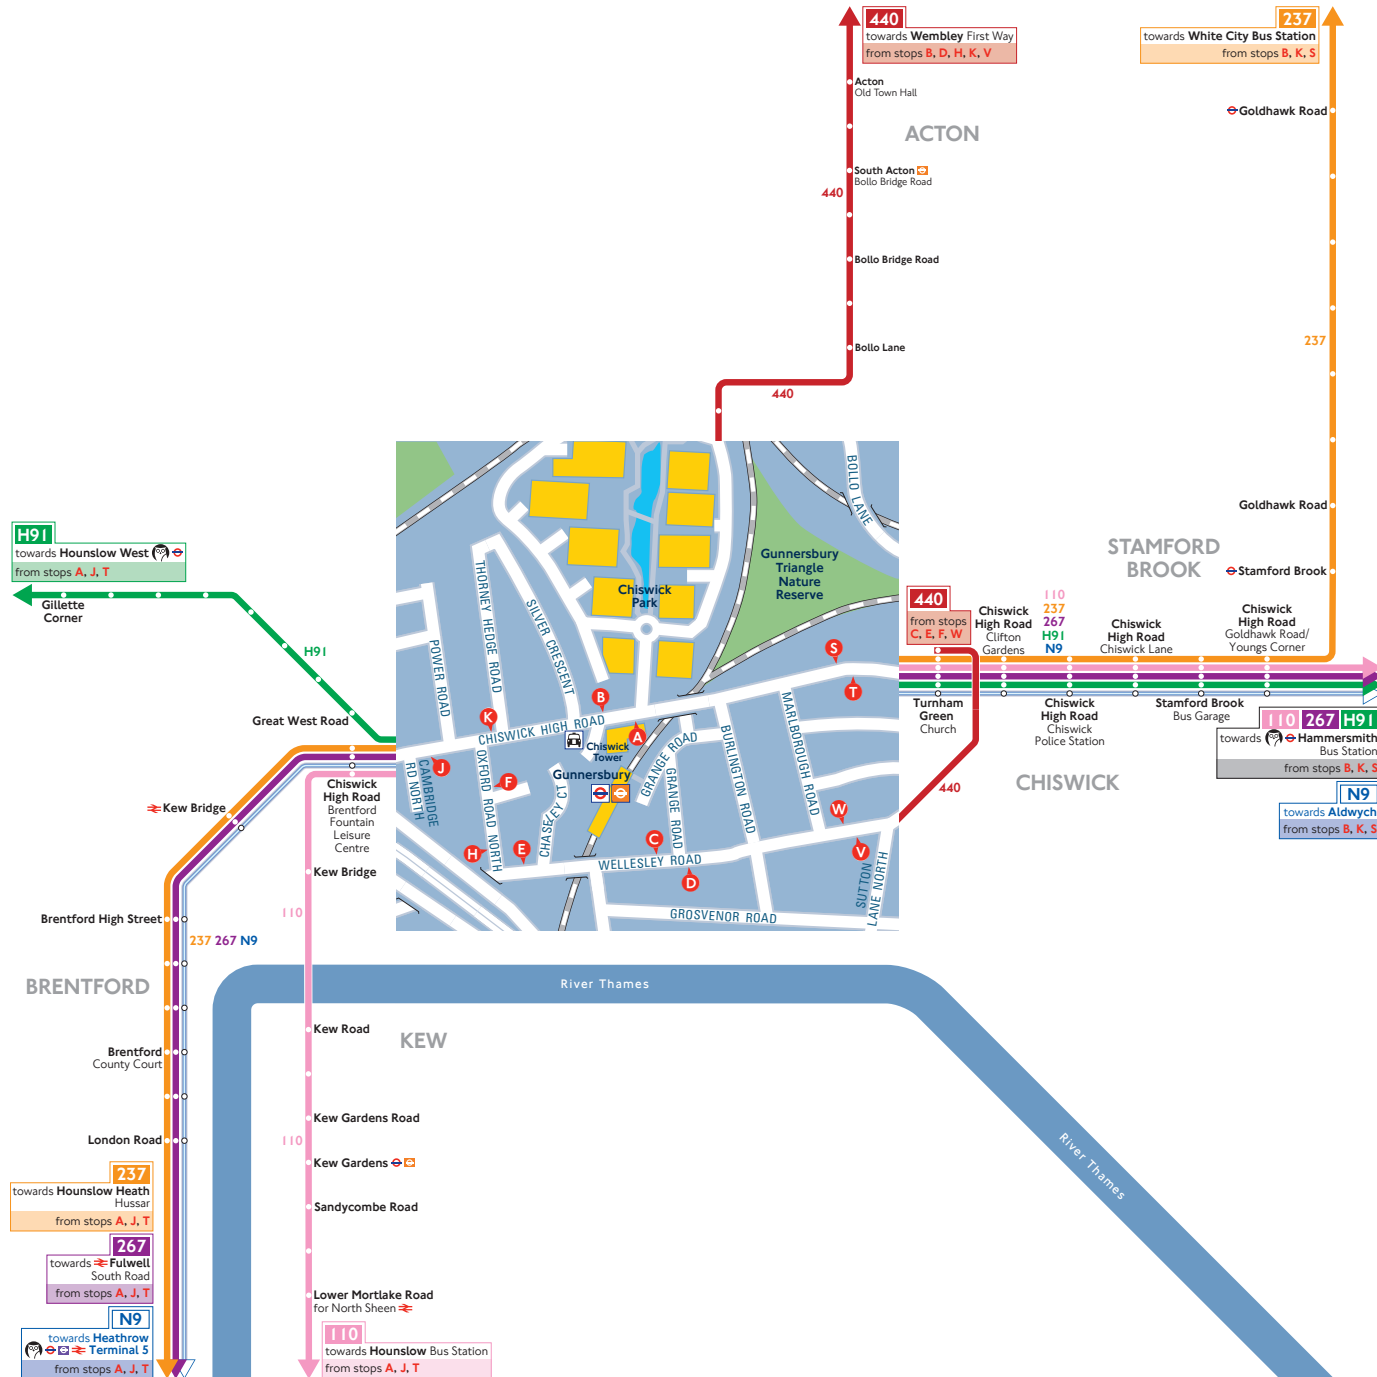 440
towards Wembley First Way
from stops B, D, H, K, V
237
towards White City Bus Station
from stops B, K, S
Acton
Old Town Hall
ACTON
Goldhawk Road
South Acton
Bollo Bridge Road
440
Bollo Bridge Road
237
Bollo Lane
440
BOLLO LANE
Goldhawk Road
STAMFORD
BROOK
Stamford Brook
H91
towards Hounslow West
from stops A, J, T
Gillette
Corner
H91
Great West Road
Gunnersbury
Triangle
Nature
Reserve
Chiswick
Park
THORNEY HEDGE ROAD
SILVER CRESCENT
POWER ROAD
440
from stops
C, E, F, W
Chiswick
High Road
Clifton
Gardens
110
237
267
H91
N9
Chiswick
High Road
Chiswick Lane
Chiswick
High Road
Goldhawk Road/
Youngs Corner
S
T
B
K
CHISWICK HIGH ROAD
A
Chiswick
Tower
MARLBOROUGH ROAD
BURLINGTON ROAD
GRANGE ROAD
GRANGE ROAD
J
CAMBRIDGE
RD NORTH
OXFORD ROAD NORTH
F
Gunnersbury
CHASELEY CT
H
E
C
W
V
D
WELLESLEY ROAD
SUTTON
LANE NORTH
GROSVENOR ROAD
Turnham
Green
Church
Chiswick
High Road
Chiswick
Police Station
Stamford Brook
Bus Garage
110 267 H91
towards Hammersmith
Bus Station
from stops B, K, S
N9
towards Aldwych
from stops B, K, S
CHISWICK
440
Chiswick
High Road
Brentford
Fountain
Leisure
Centre
Kew Bridge
Kew Bridge
110
Brentford High Street
237 267 N9
BRENTFORD
River Thames
Kew Road
KEW
Brentford
County Court
Kew Gardens Road
London Road
110
Kew Gardens
River Thames
237
towards Hounslow Heath
Hussar
from stops A, J, T
Sandycombe Road
267
towards Fulwell
South Road
from stops A, J, T
Lower Mortlake Road
for North Sheen
N9
towards Heathrow
Terminal 5
from stops A, J, T
110
towards Hounslow Bus Station
from stops A, J, T